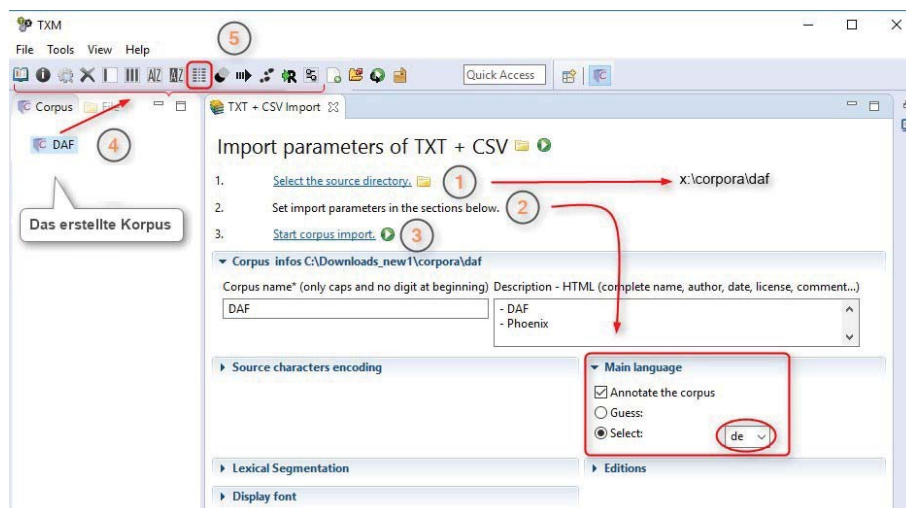 TXM
File Tools View Help
5
Quick Access
Corpus File
TXT + CSV Import
DAF
4
Das erstellte Korpus
Import parameters of TXT + CSV
1. Select the source directory. 1 x:\corpora\daf
2. Set import parameters in the sections below. 2
3. Start corpus import. 3
Corpus infos C:\Downloads_new1\corpora\daf
Corpus name* (only caps and no digit at beginning) Description - HTML (complete name, author, date, license, comment...)
DAF - DAF
- Phoenix
Source characters encoding Main language
Annotate the corpus
Guess:
Select: de
Lexical Segmentation Editions
Display font